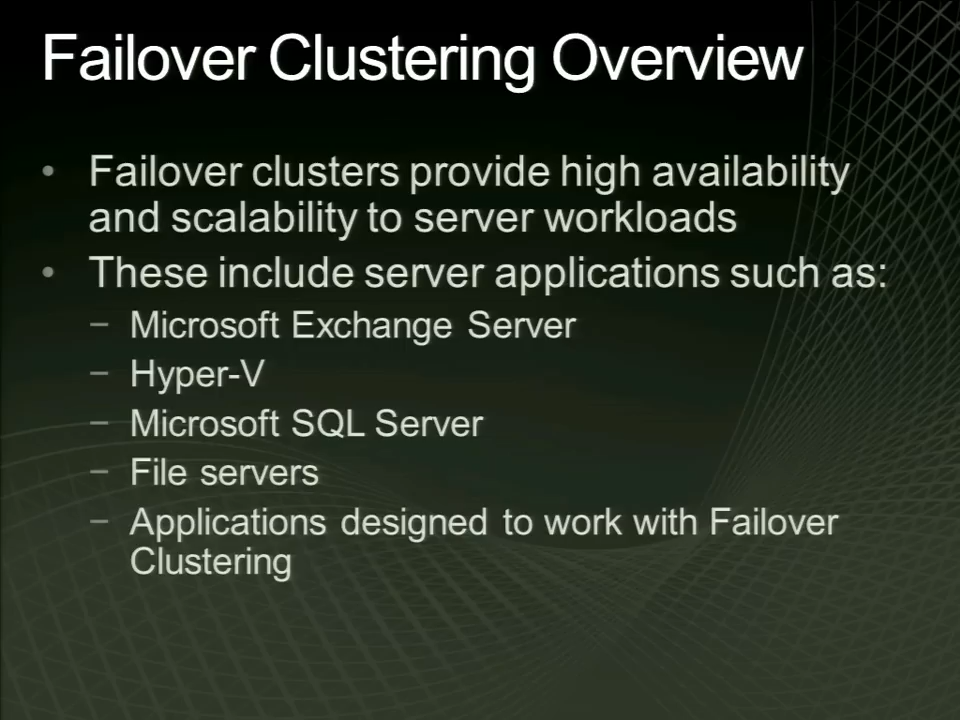 Failover Clustering Overview
• Failover clusters provide high availability
and scalability to server workloads
• These include server applications such as:
− Microsoft Exchange Server
− Hyper-V
− Microsoft SQL Server
− File servers
− Applications designed to work with Failover
Clustering